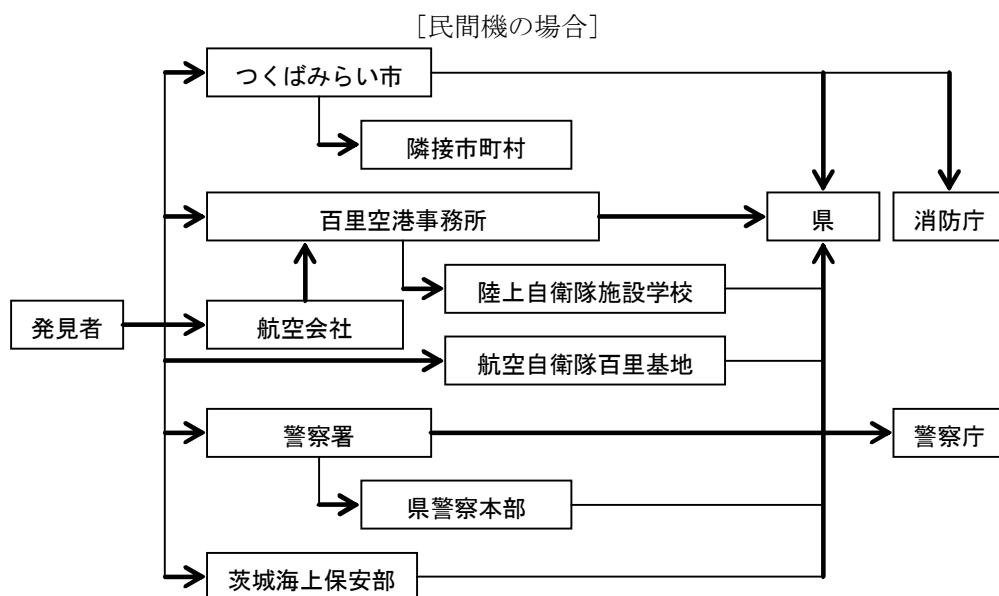 ［民間機の場合］
つくばみらい市
隣接市町村
百里空港事務所
県
消防庁
陸上自衛隊施設学校
発見者
航空会社
航空自衛隊百里基地
警察署
警察庁
県警察本部
茨城海上保安部